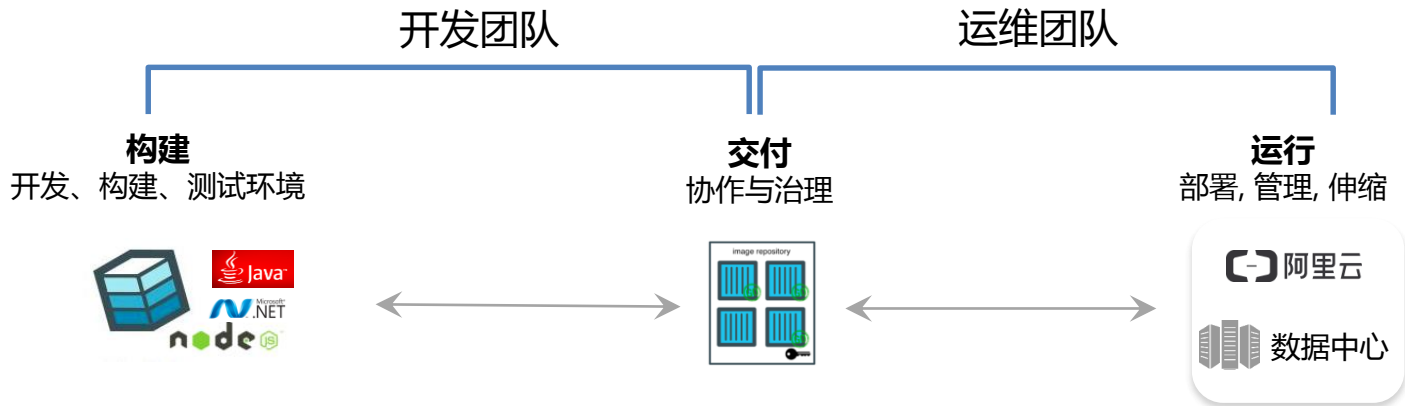 开发团队
运维团队
构建
开发、构建、测试环境
交付
协作与治理
运行
部署, 管理, 伸缩
Java
Microsoft
.NET
node
JS
image repository
阿里云
数据中心